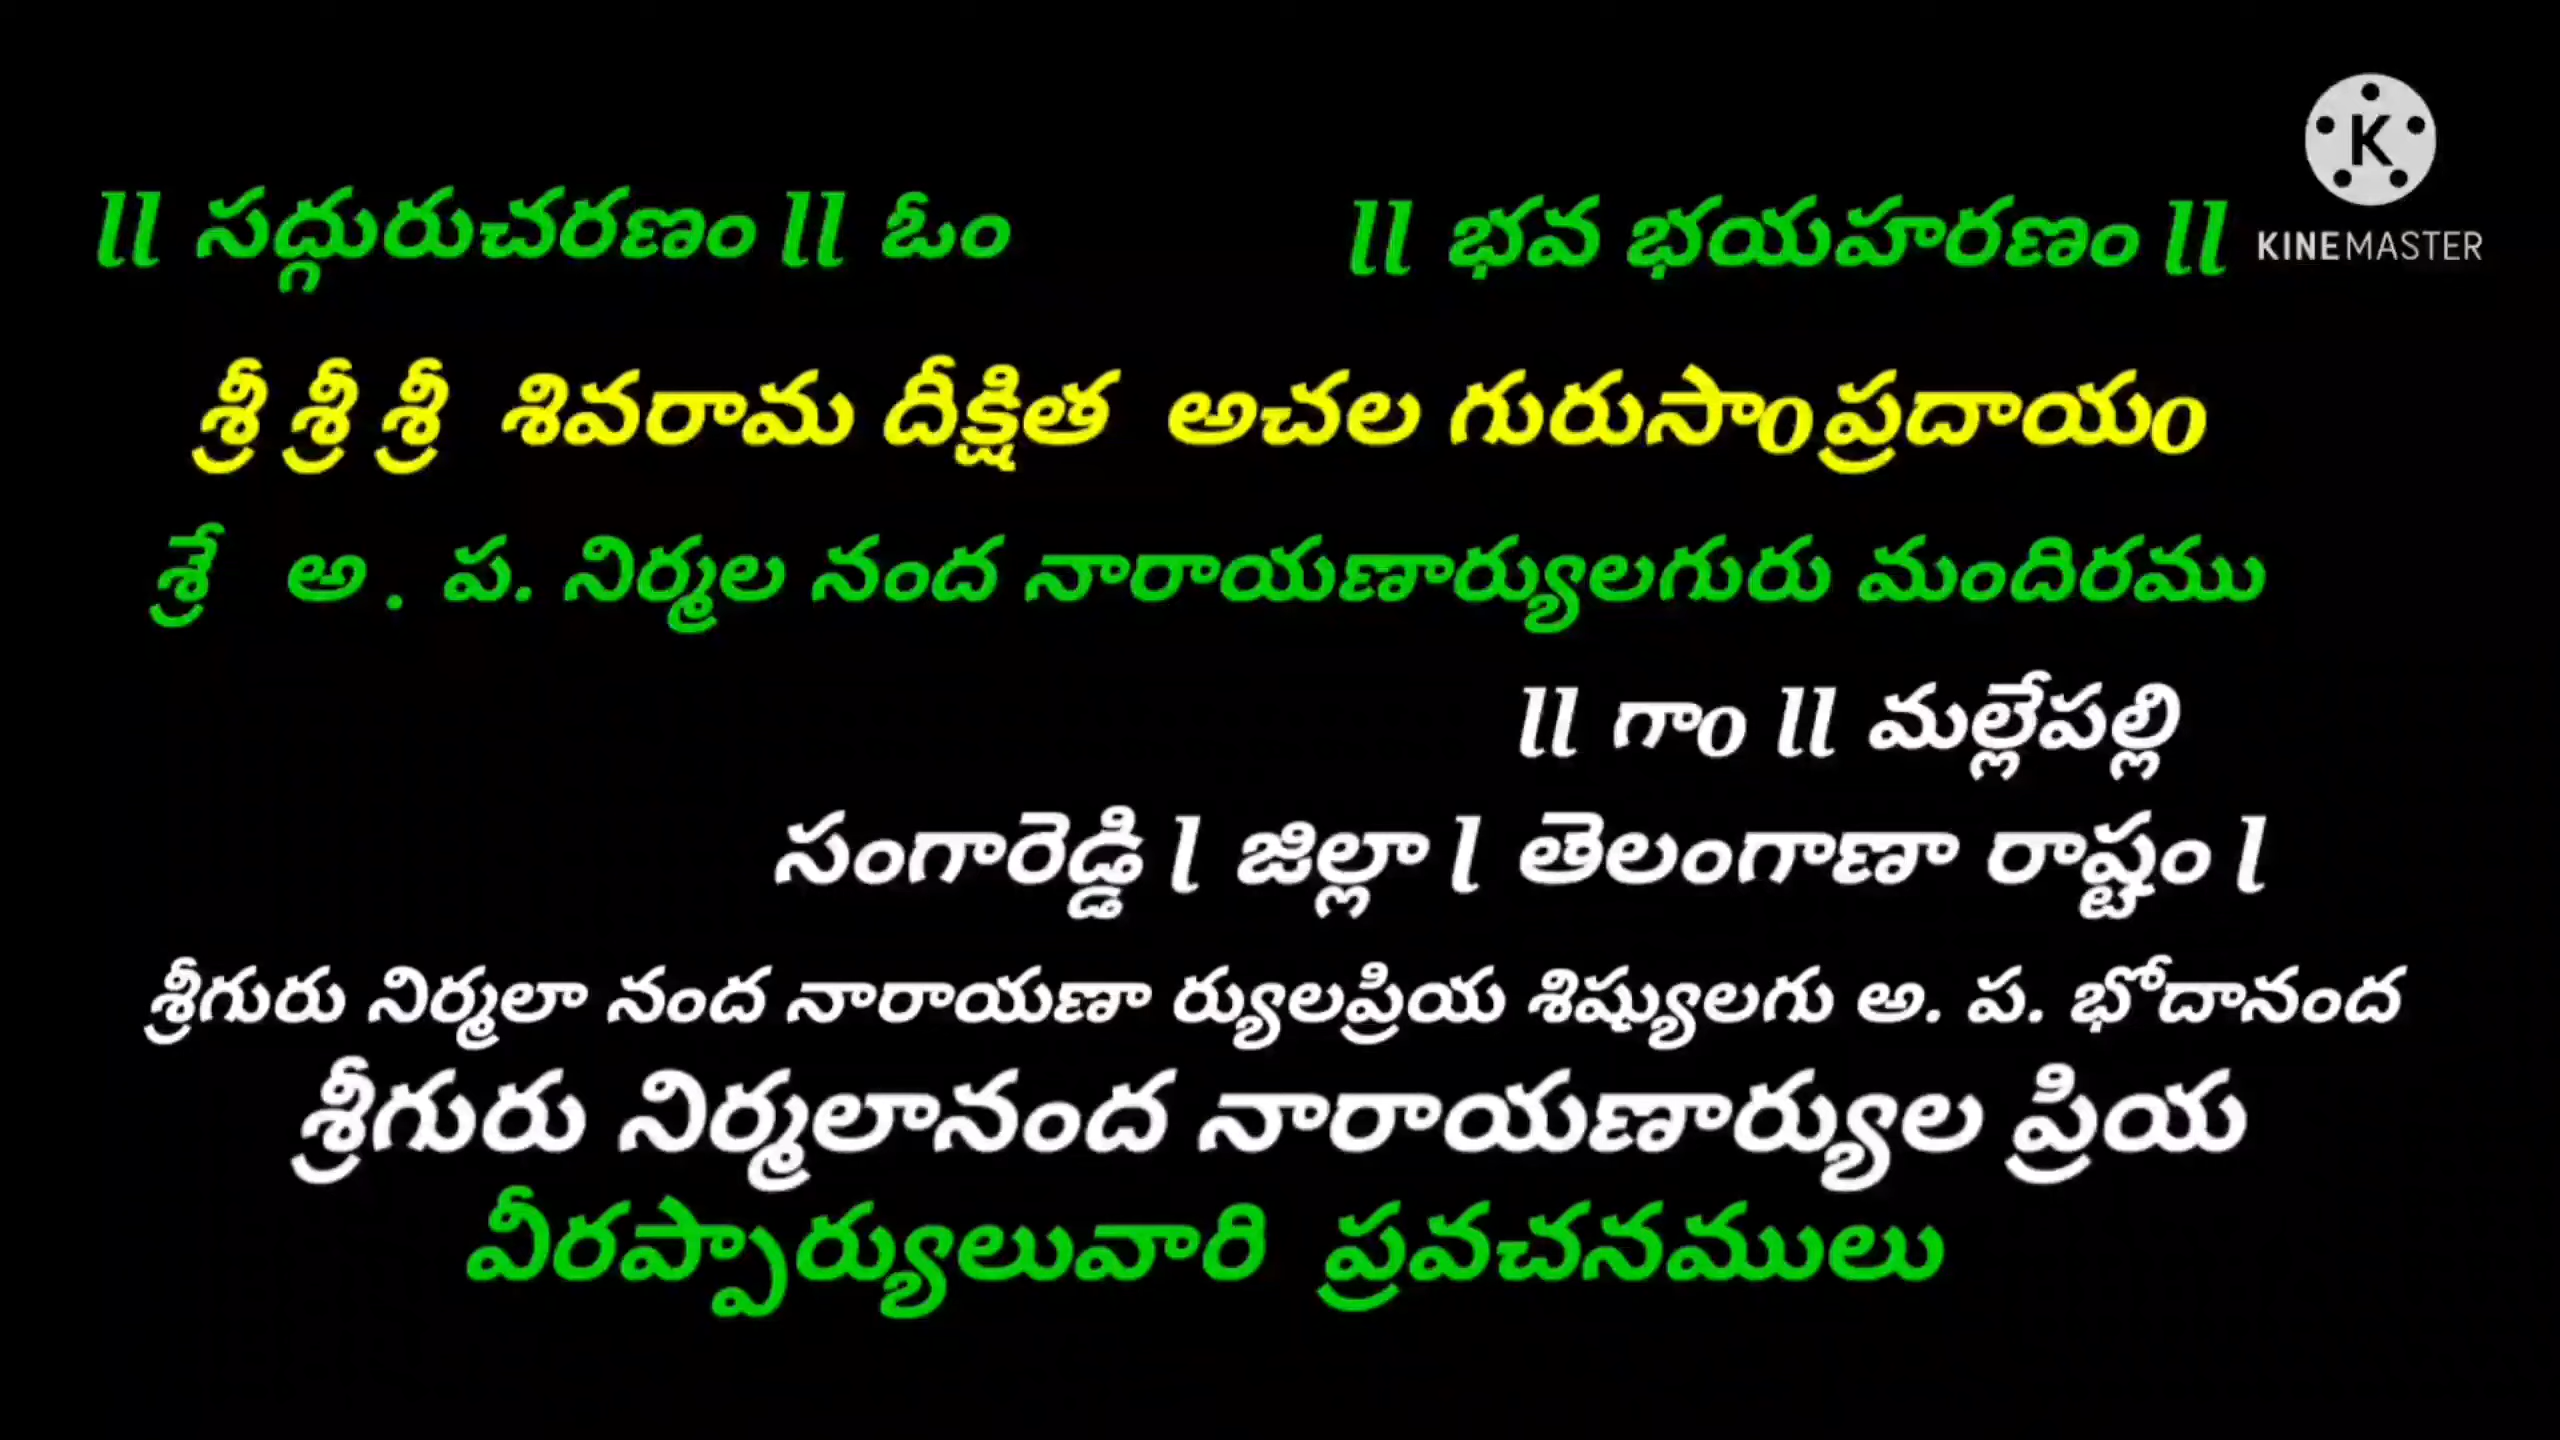 ll సద్గురుచరణం ll ఓం ll భవ భయహరణం ll
K
KINEMASTER
శ్రీ శ్రీ శ్రీ శివరామ దీక్షిత అచల గురుసాంప్రదాయం
శ్రే అ. ప. నిర్మల నంద నారాయణార్యులగురు మందిరము
ll గాం ll మల్లేపల్లి
సంగారెడ్డి l జిల్లా l తెలంగాణా రాష్టం l
శ్రీగురు నిర్మలా నంద నారాయణా ర్యులప్రియ శిష్యులగు అ. ప. భోదానంద
శ్రీగురు నిర్మలానంద నారాయణార్యుల ప్రియ
వీరప్పార్యులువారి ప్రవచనములు